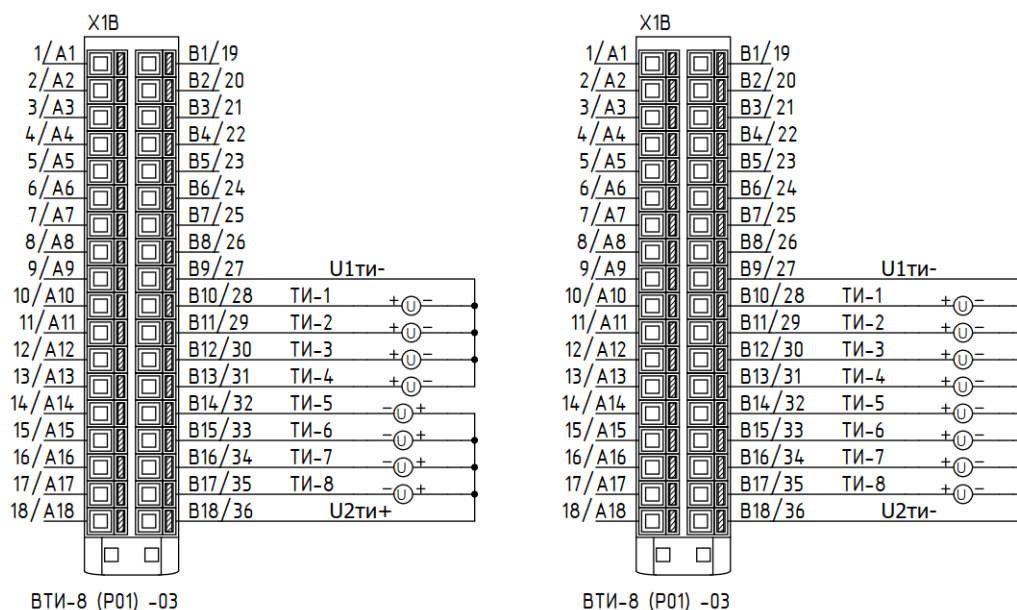 X1B
1/A1 B1/19
2/A2 B2/20
3/A3 B3/21
4/A4 B4/22
5/A5 B5/23
6/A6 B6/24
7/A7 B7/25
8/A8 B8/26
9/A9 B9/27 U1ти-
10/A10 B10/28 ТИ-1 + U -
11/A11 B11/29 ТИ-2 + U -
12/A12 B12/30 ТИ-3 + U -
13/A13 B13/31 ТИ-4 + U -
14/A14 B14/32 ТИ-5 - U +
15/A15 B15/33 ТИ-6 - U +
16/A16 B16/34 ТИ-7 - U +
17/A17 B17/35 ТИ-8 - U +
18/A18 B18/36 U2ти+
ВТИ-8 (Р01) -03
X1B
1/A1 B1/19
2/A2 B2/20
3/A3 B3/21
4/A4 B4/22
5/A5 B5/23
6/A6 B6/24
7/A7 B7/25
8/A8 B8/26
9/A9 B9/27 U1ти-
10/A10 B10/28 ТИ-1 + U -
11/A11 B11/29 ТИ-2 + U -
12/A12 B12/30 ТИ-3 + U -
13/A13 B13/31 ТИ-4 + U -
14/A14 B14/32 ТИ-5 + U -
15/A15 B15/33 ТИ-6 + U -
16/A16 B16/34 ТИ-7 + U -
17/A17 B17/35 ТИ-8 + U -
18/A18 B18/36 U2ти-
ВТИ-8 (Р01) -03